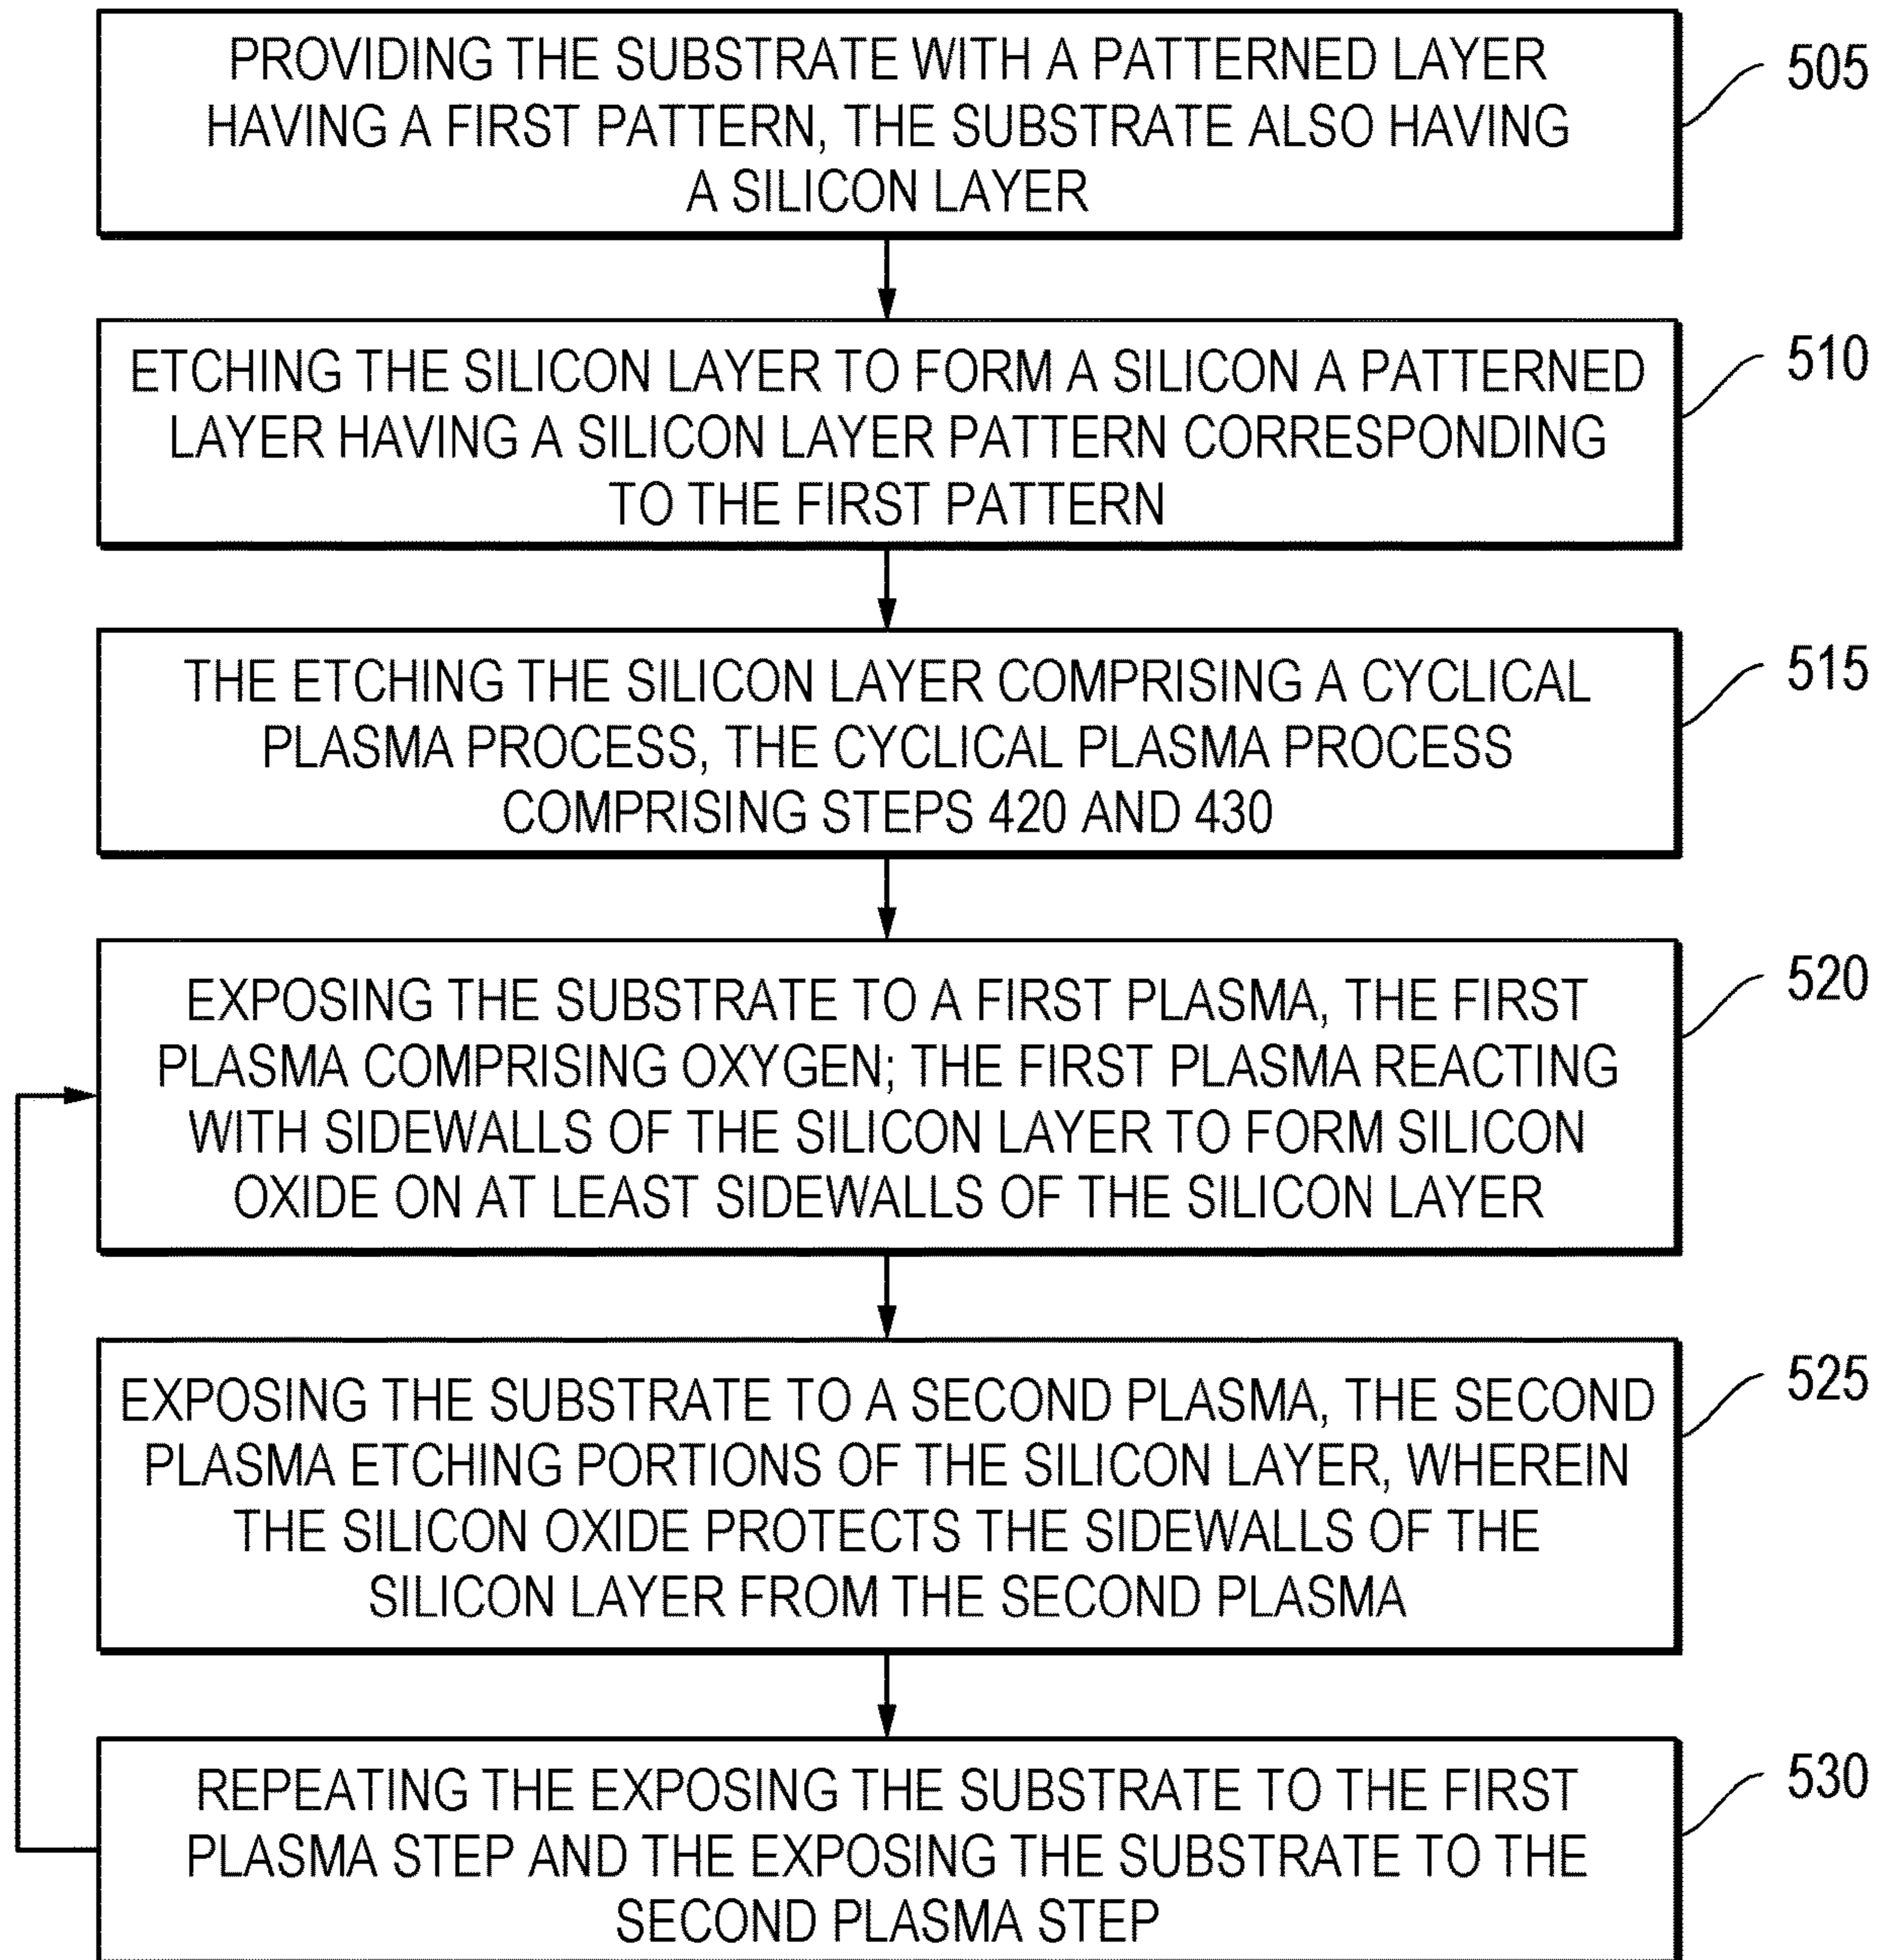 PROVIDING THE SUBSTRATE WITH A PATTERNED LAYER
HAVING A FIRST PATTERN, THE SUBSTRATE ALSO HAVING
A SILICON LAYER
505
ETCHING THE SILICON LAYER TO FORM A SILICON A PATTERNED
LAYER HAVING A SILICON LAYER PATTERN CORRESPONDING
TO THE FIRST PATTERN
510
THE ETCHING THE SILICON LAYER COMPRISING A CYCLICAL
PLASMA PROCESS, THE CYCLICAL PLASMA PROCESS
COMPRISING STEPS 420 AND 430
515
EXPOSING THE SUBSTRATE TO A FIRST PLASMA, THE FIRST
PLASMA COMPRISING OXYGEN; THE FIRST PLASMA REACTING
WITH SIDEWALLS OF THE SILICON LAYER TO FORM SILICON
OXIDE ON AT LEAST SIDEWALLS OF THE SILICON LAYER
520
EXPOSING THE SUBSTRATE TO A SECOND PLASMA, THE SECOND
PLASMA ETCHING PORTIONS OF THE SILICON LAYER, WHEREIN
THE SILICON OXIDE PROTECTS THE SIDEWALLS OF THE
SILICON LAYER FROM THE SECOND PLASMA
525
REPEATING THE EXPOSING THE SUBSTRATE TO THE FIRST
PLASMA STEP AND THE EXPOSING THE SUBSTRATE TO THE
SECOND PLASMA STEP
530